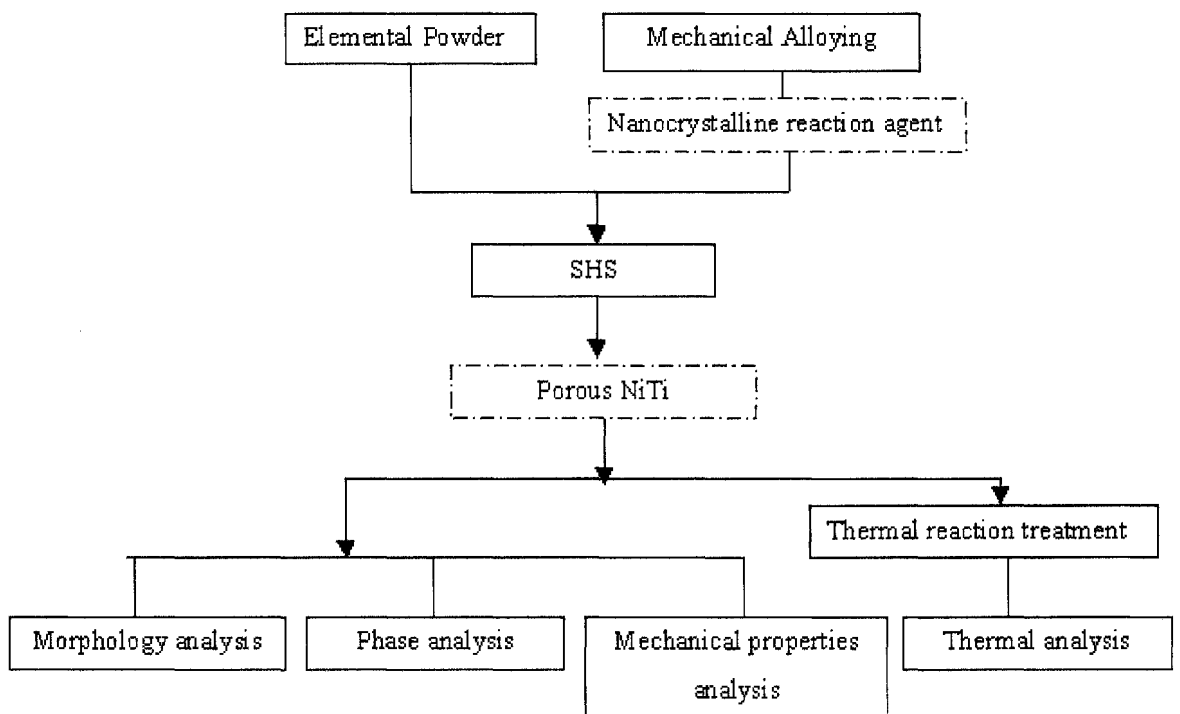 Elemental Powder
Mechanical Alloying
Nanocrystalline reaction agent
SHS
Porous NiTi
Thermal reaction treatment
Morphology analysis
Phase analysis
Mechanical properties
analysis
Thermal analysis